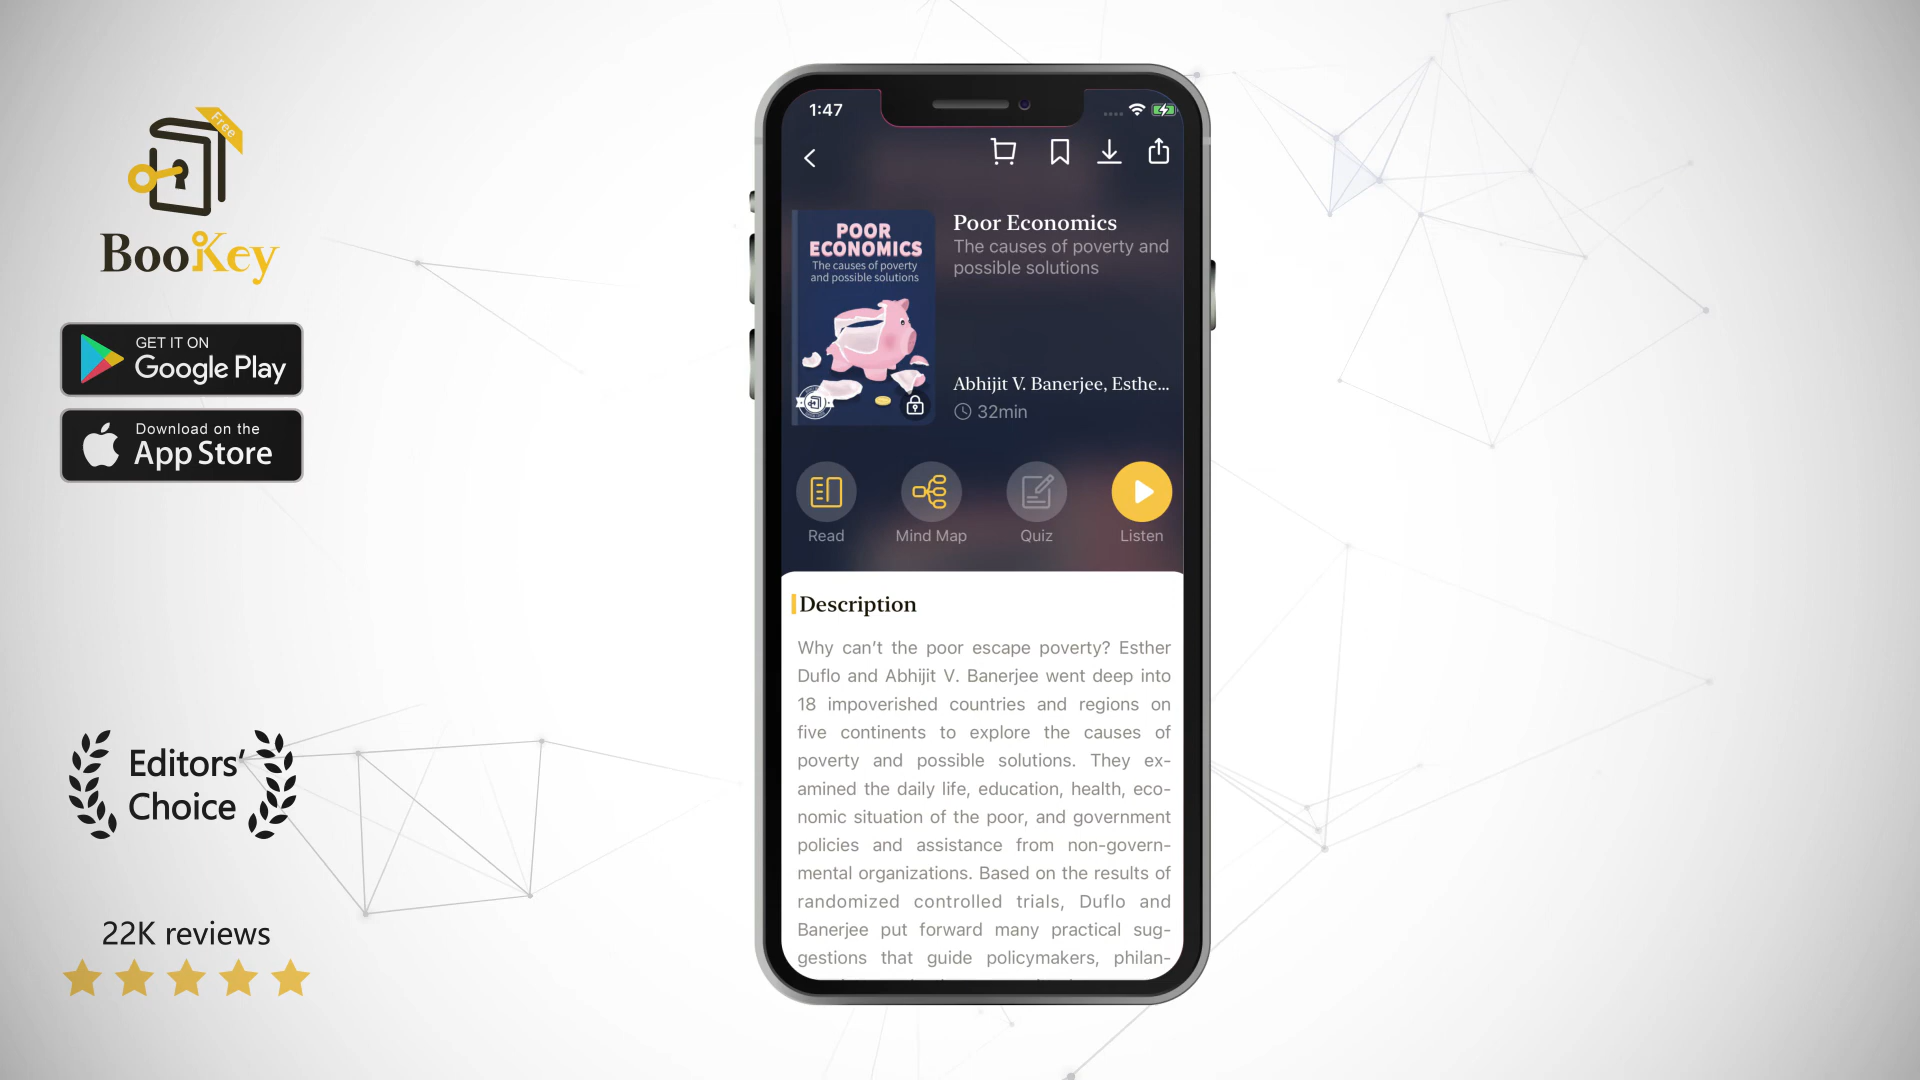 Free
BooKey
GET IT ON
Google Play
Download on the
App Store
Editors'
Choice
22K reviews
1:47
POOR
ECONOMICS
The causes of poverty
and possible solutions
Poor Economics
The causes of poverty and
possible solutions
Abhijit V. Banerjee, Esthe...
32min
Read
Mind Map
Quiz
Listen
Description
Why can't the poor escape poverty? Esther
Duflo and Abhijit V. Banerjee went deep into
18 impoverished countries and regions on
five continents to explore the causes of
poverty and possible solutions. They ex-
amined the daily life, education, health, eco-
nomic situation of the poor, and government
policies and assistance from non-govern-
mental organizations. Based on the results of
randomized controlled trials, Duflo and
Banerjee put forward many practical sug-
gestions that guide policymakers, philan-